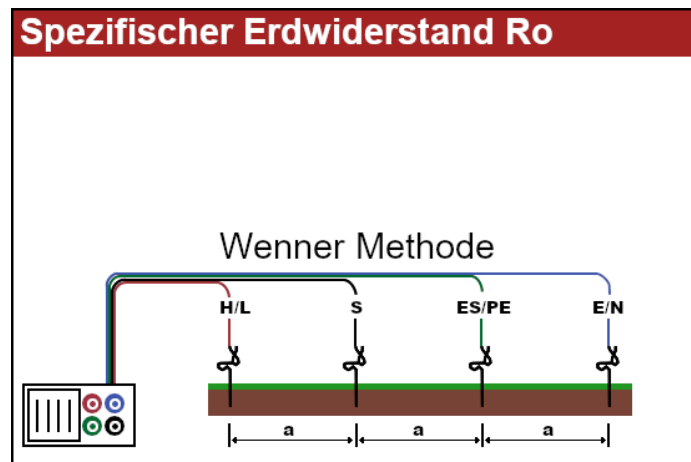 Spezifischer Erdwiderstand Ro
Wenner Methode
H/L S ES/PE E/N
a a a